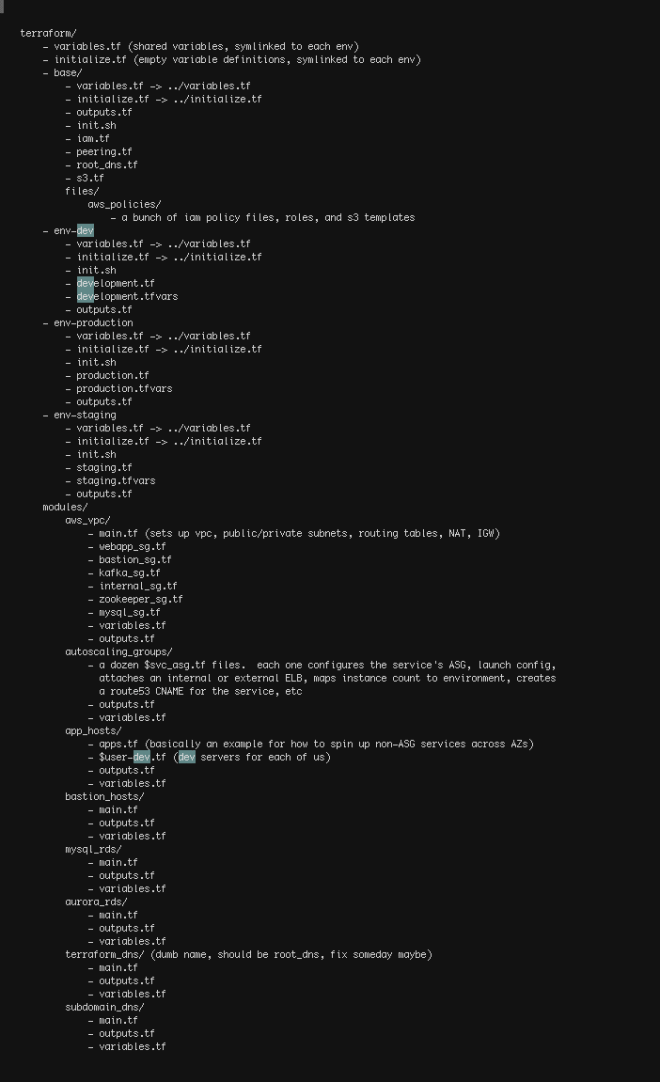 terraform/
- variables.tf (shared variables, symlinked to each env)
- initialize.tf (empty variable definitions, symlinked to each env)
- base/
- variables.tf -> ../variables.tf
- initialize.tf -> ../initialize.tf
- outputs.tf
- init.sh
- iam.tf
- peering.tf
- root_dns.tf
- s3.tf
files/
aws_policies/
- a bunch of iam policy files, roles, and s3 templates
- env-dev
- variables.tf -> ../variables.tf
- initialize.tf -> ../initialize.tf
- init.sh
- development.tf
- development.tfvars
- outputs.tf
- env-production
- variables.tf -> ../variables.tf
- initialize.tf -> ../initialize.tf
- init.sh
- production.tf
- production.tfvars
- outputs.tf
- env-staging
- variables.tf -> ../variables.tf
- initialize.tf -> ../initialize.tf
- init.sh
- staging.tf
- staging.tfvars
- outputs.tf
modules/
aws_vpc/
- main.tf (sets up vpc, public/private subnets, routing tables, NAT, IGW)
- webapp_sg.tf
- bastion_sg.tf
- kafka_sg.tf
- internal_sg.tf
- zookeeper_sg.tf
- mysql_sg.tf
- variables.tf
- outputs.tf
autoscaling_groups/
- a dozen $svc_asg.tf files.  each one configures the service's ASG, launch config,
attaches an internal or external ELB, maps instance count to environment, creates
a route53 CNAME for the service, etc
- outputs.tf
- variables.tf
app_hosts/
- apps.tf (basically an example for how to spin up non-ASG services across AZs)
- $user-dev.tf (dev servers for each of us)
- outputs.tf
- variables.tf
bastion_hosts/
- main.tf
- outputs.tf
- variables.tf
mysql_rds/
- main.tf
- outputs.tf
- variables.tf
aurora_rds/
- main.tf
- outputs.tf
- variables.tf
terraform_dns/ (dumb name, should be root_dns, fix someday maybe)
- main.tf
- outputs.tf
- variables.tf
subdomain_dns/
- main.tf
- outputs.tf
- variables.tf